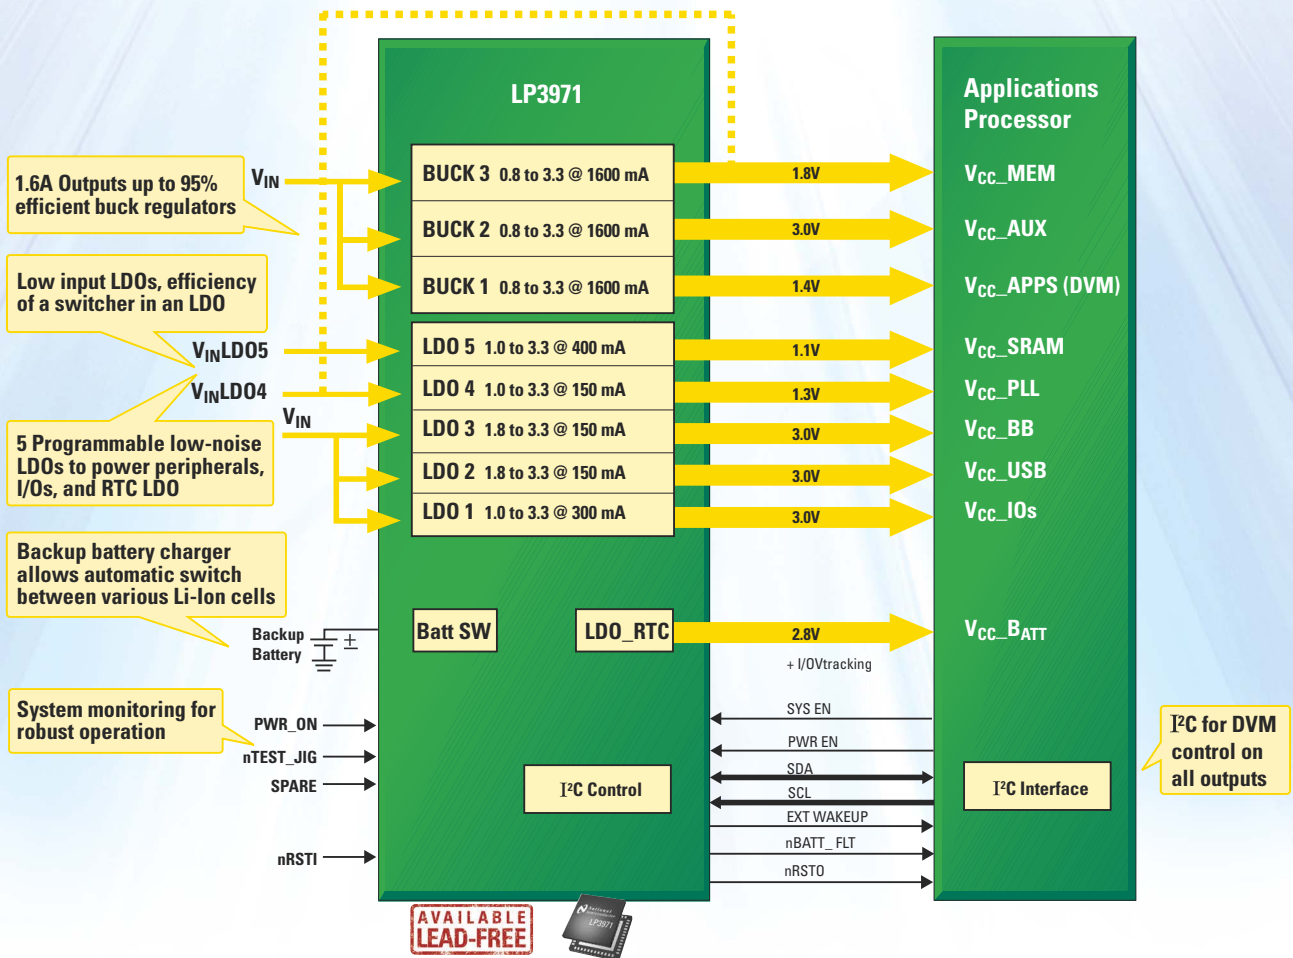 LP3971
Applications
Processor
1.6A Outputs up to 95%
efficient buck regulators
Low input LDOs, efficiency
of a switcher in an LDO
5 Programmable low-noise
LDOs to power peripherals,
I/Os, and RTC LDO
Backup battery charger
allows automatic switch
between various Li-Ion cells
System monitoring for
robust operation
VIN
VINLDO5
VINLDO4
VIN
Backup
Battery
±
PWR_ON
nTEST_JIG
SPARE
nRSTI
BUCK 3 0.8 to 3.3 @ 1600 mA
BUCK 2 0.8 to 3.3 @ 1600 mA
BUCK 1 0.8 to 3.3 @ 1600 mA
LDO 5 1.0 to 3.3 @ 400 mA
LDO 4 1.0 to 3.3 @ 150 mA
LDO 3 1.8 to 3.3 @ 150 mA
LDO 2 1.8 to 3.3 @ 150 mA
LDO 1 1.0 to 3.3 @ 300 mA
Batt SW
LDO_RTC
I²C Control
1.8V
3.0V
1.4V
1.1V
1.3V
3.0V
3.0V
3.0V
2.8V
+ I/OVtracking
SYS EN
PWR EN
SDA
SCL
EXT WAKEUP
nBATT_ FLT
nRSTO
VCC_MEM
VCC_AUX
VCC_APPS (DVM)
VCC_SRAM
VCC_PLL
VCC_BB
VCC_USB
VCC_IOs
VCC_BATT
I²C Interface
I²C for DVM
control on
all outputs
AVAILABLE
LEAD-FREE
National
LP3971